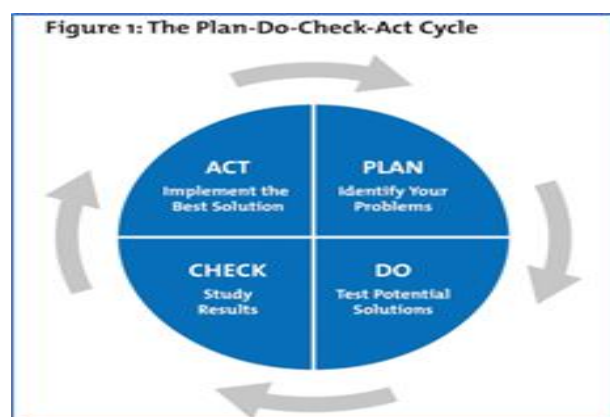 Figure 1: The Plan-Do-Check-Act Cycle
ACT
Implement the
Best Solution
PLAN
Identify Your
Problems
CHECK
Study
Results
DO
Test Potential
Solutions